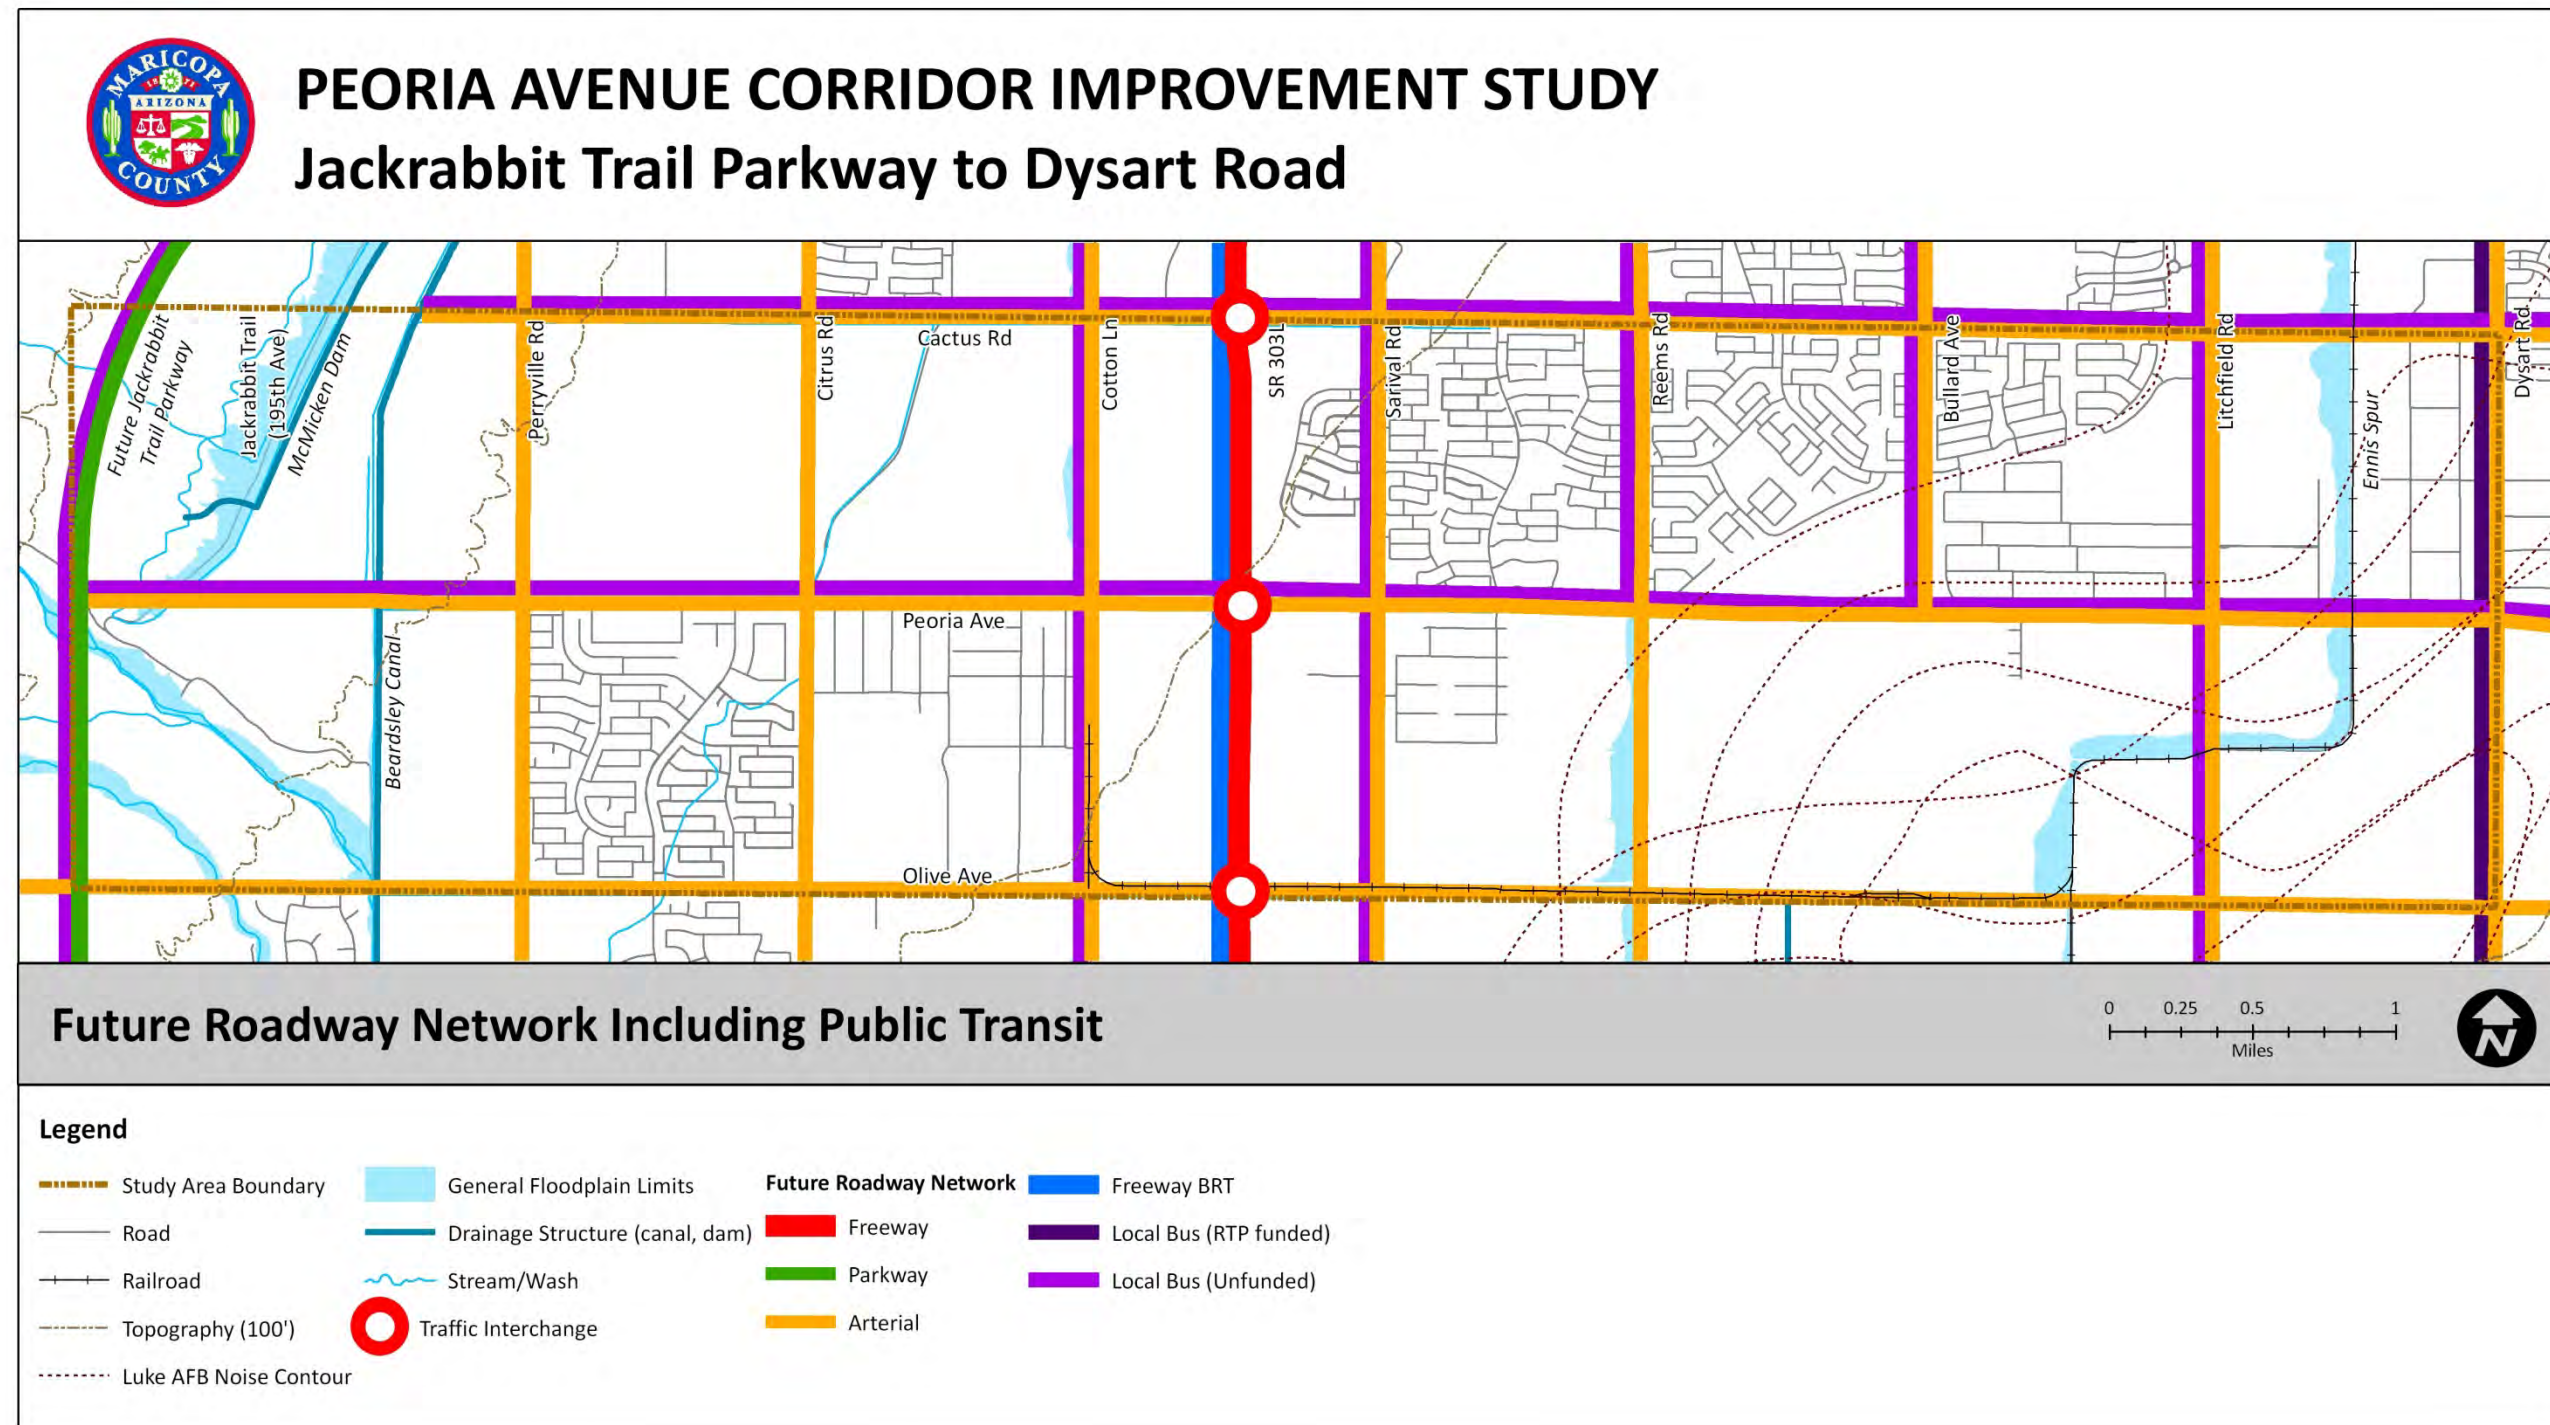 MARICOPA
1871
ARIZONA
COUNTY
PEORIA AVENUE CORRIDOR IMPROVEMENT STUDY
Jackrabbit Trail Parkway to Dysart Road
Future Jackrabbit
Trail Parkway
Jackrabbit Trail
(195th Ave)
McMicken Dam
Perryville Rd
Citrus Rd
Cactus Rd
Cotton Ln
SR 303L
Sarival Rd
Reems Rd
Bullard Ave
Litchfield Rd
Ennis Spur
Dysart Rd
Peoria Ave
Beardsley Canal
Olive Ave
Future Roadway Network Including Public Transit
0 0.25 0.5 1
Miles
N
Legend
Study Area Boundary
Road
Railroad
Topography (100')
Luke AFB Noise Contour
General Floodplain Limits
Drainage Structure (canal, dam)
Stream/Wash
Traffic Interchange
Future Roadway Network
Freeway
Parkway
Arterial
Freeway BRT
Local Bus (RTP funded)
Local Bus (Unfunded)